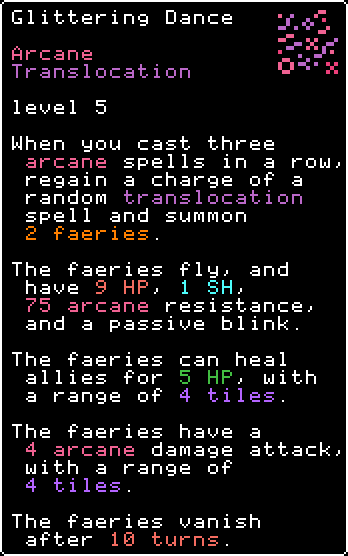 Glittering Dance
Arcane
Translocation
level 5
When you cast three
arcane spells in a row,
regain a charge of a
random translocation
spell and summon
2 faeries.
The faeries fly, and
have 9 HP, 1 SH,
75 arcane resistance,
and a passive blink.
The faeries can heal
allies for 5 HP, with
a range of 4 tiles.
The faeries have a
4 arcane damage attack,
with a range of
4 tiles.
The faeries vanish
after 10 turns.